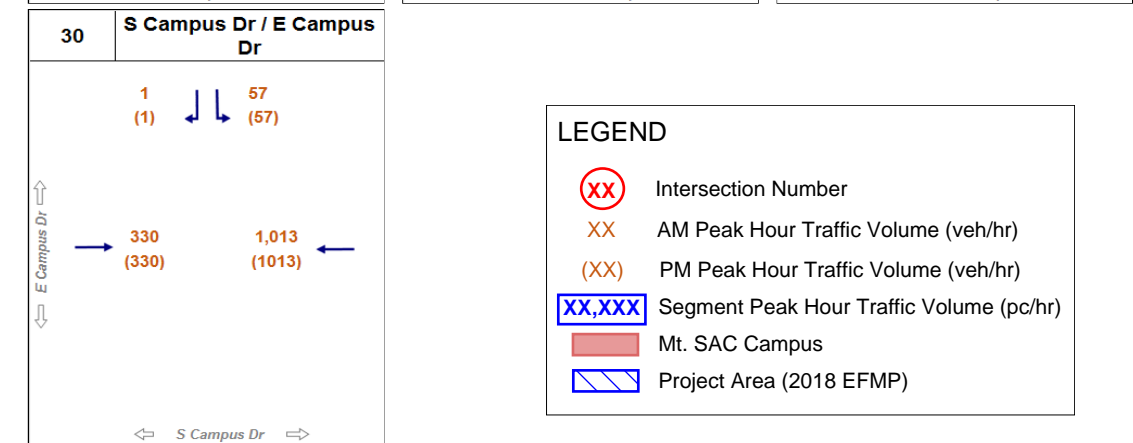 30
S Campus Dr / E Campus
Dr
1
57
(1)
(57)
E Campus Dr
330
1,013
(330)
(1013)
S Campus Dr
LEGEND
XX Intersection Number
XX AM Peak Hour Traffic Volume (veh/hr)
(XX) PM Peak Hour Traffic Volume (veh/hr)
XX,XXX Segment Peak Hour Traffic Volume (pc/hr)
Mt. SAC Campus
Project Area (2018 EFMP)